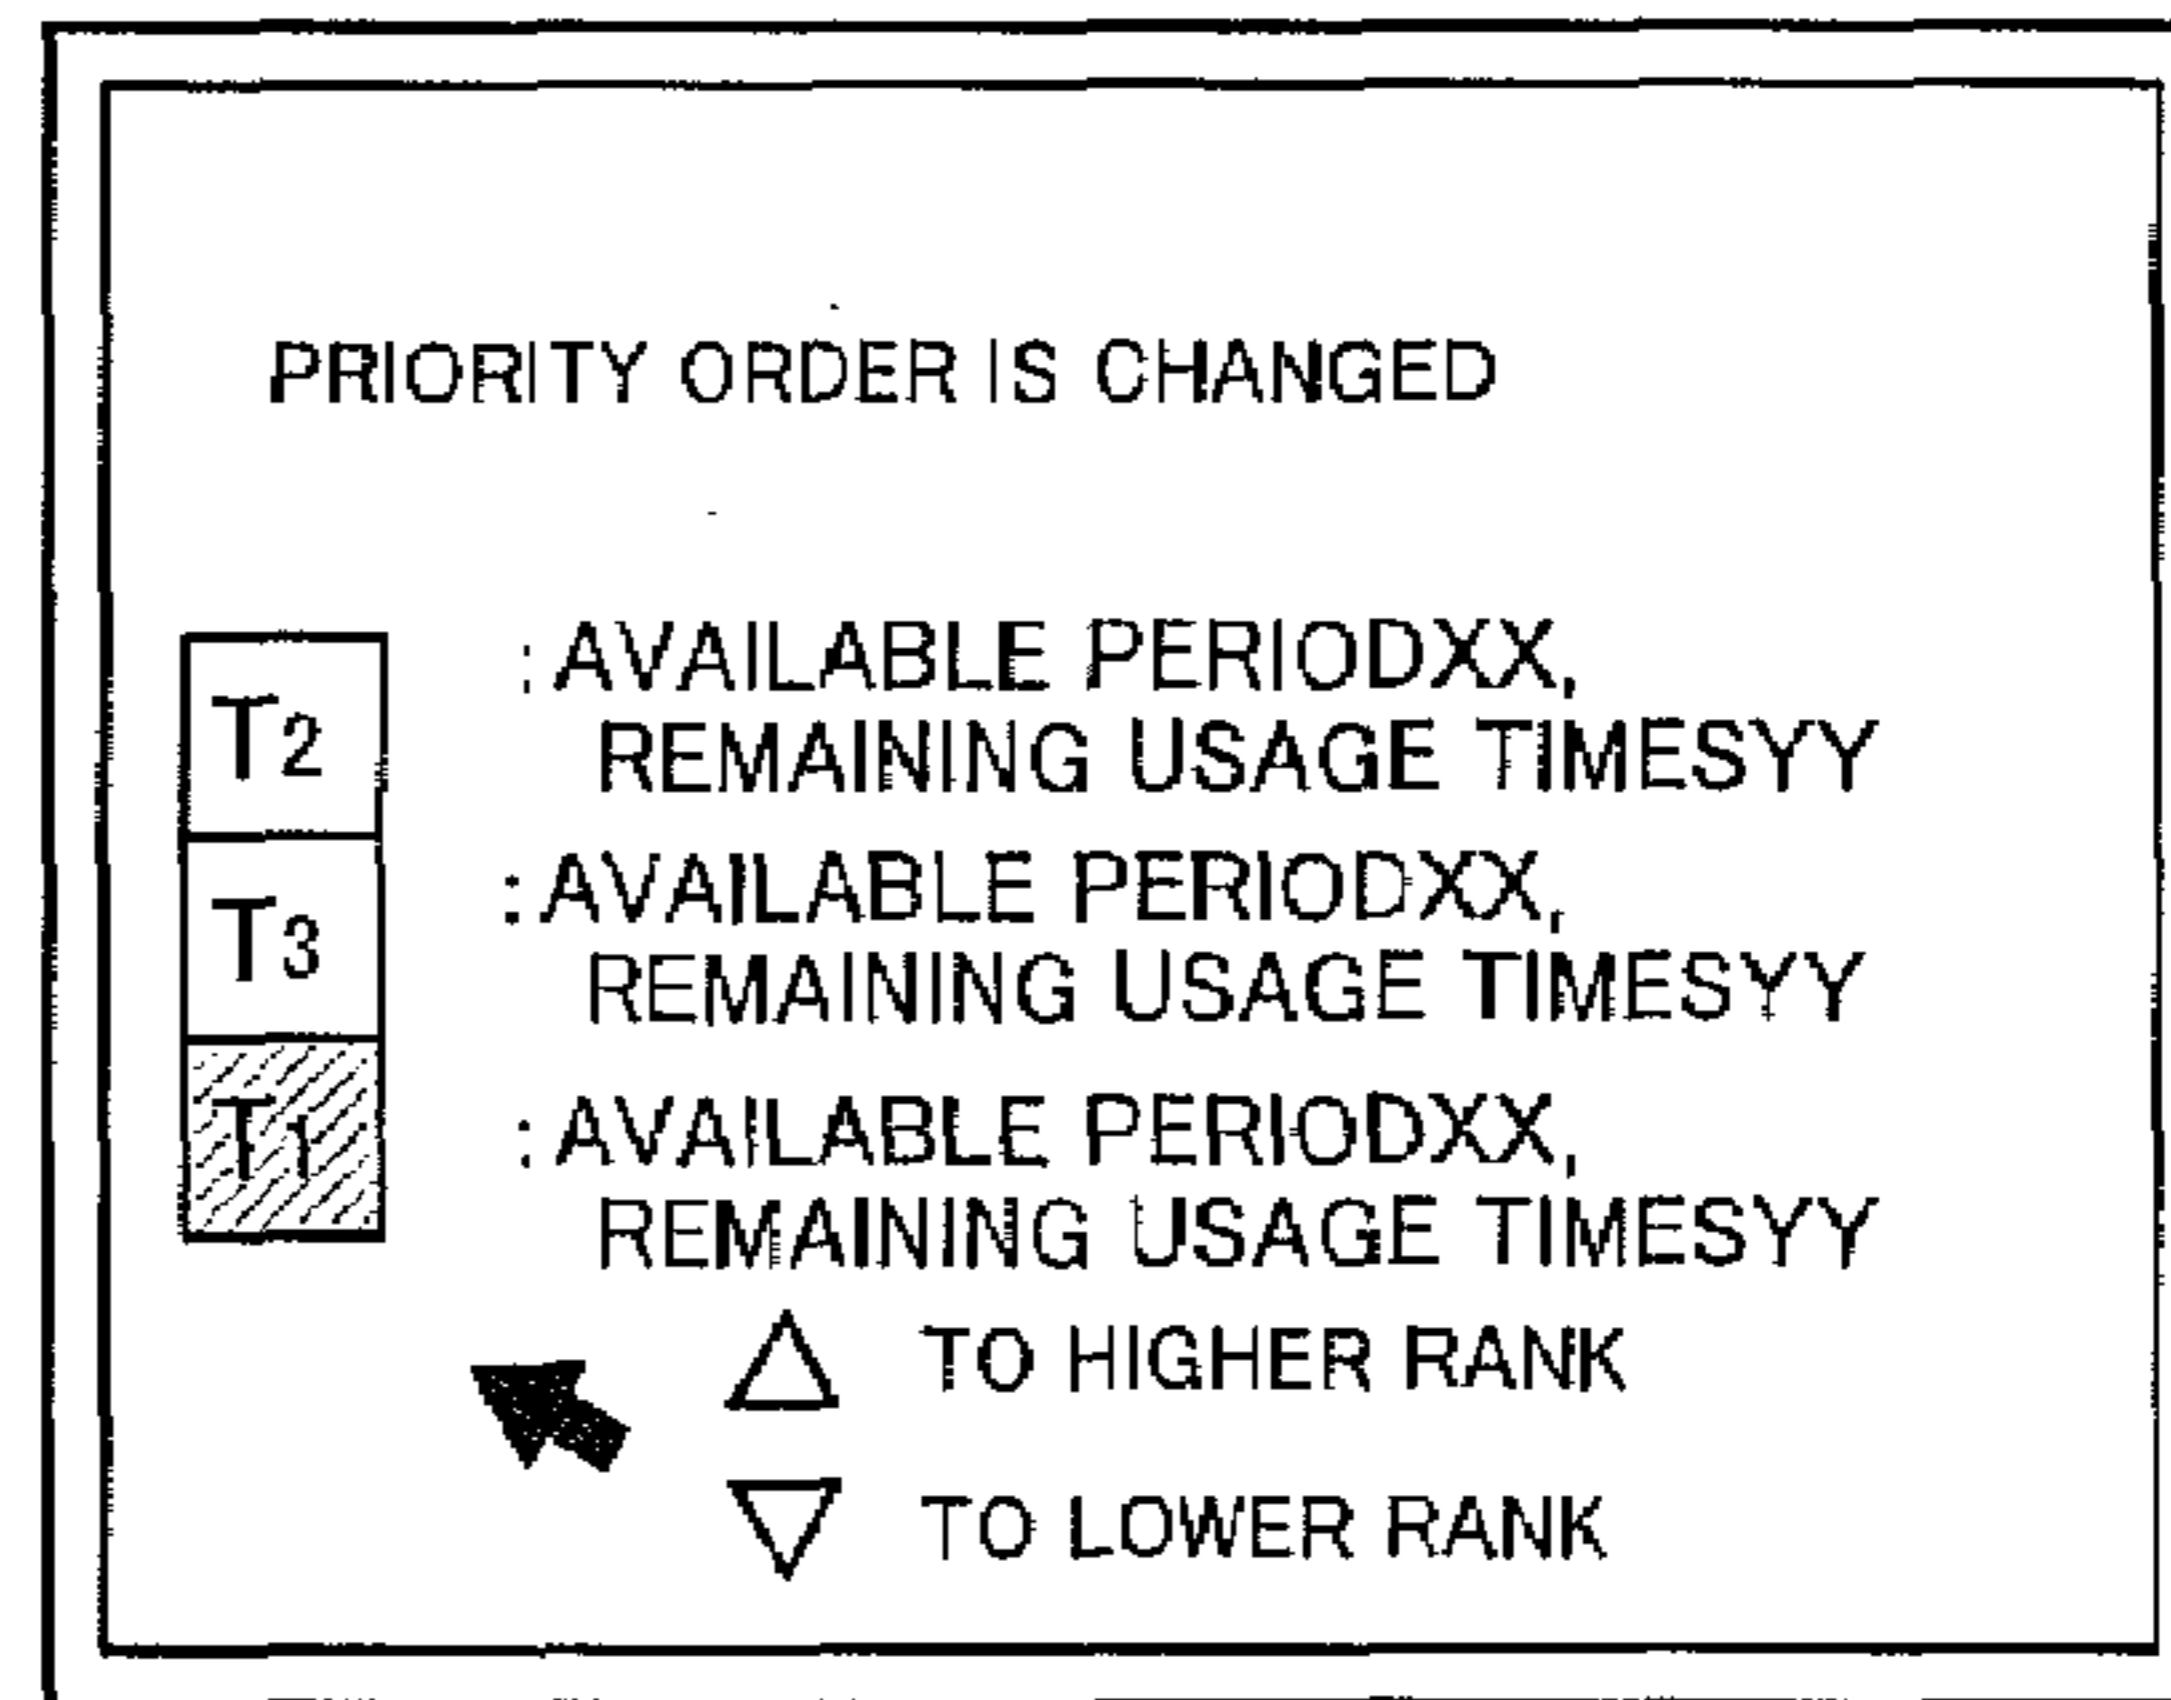 PRIORITY ORDER IS CHANGED
T2 : AVAILABLE PERIODXX,
REMAINING USAGE TIMESYY
T3 : AVAILABLE PERIODXX,
REMAINING USAGE TIMESYY
T1 : AVAILABLE PERIODXX,
REMAINING USAGE TIMESYY
△ TO HIGHER RANK
▽ TO LOWER RANK